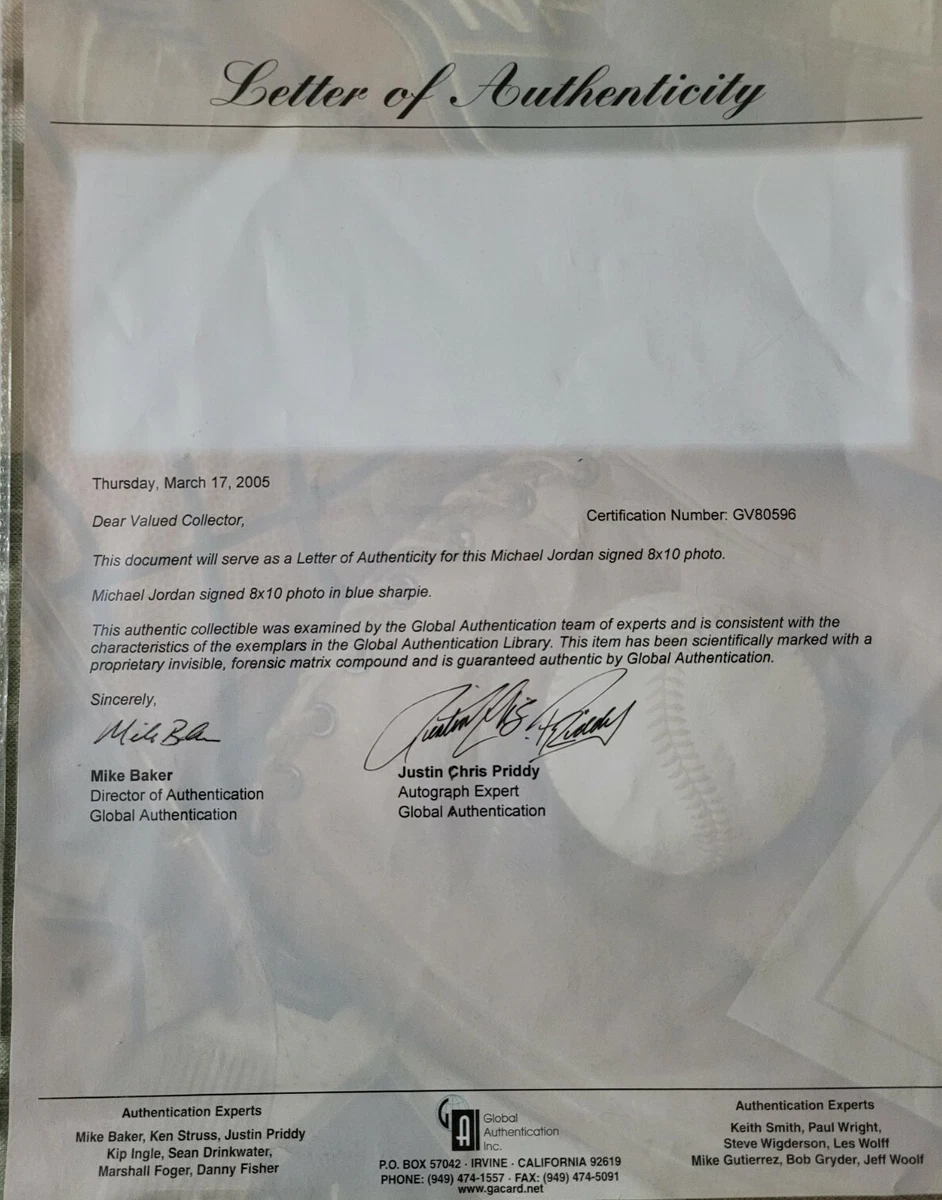 Letter of Authenticity
Thursday, March 17, 2005
Dear Valued Collector,
Certification Number: GV80596
This document will serve as a Letter of Authenticity for this Michael Jordan signed 8x10 photo.
Michael Jordan signed 8x10 photo in blue sharpie.
This authentic collectible was examined by the Global Authentication team of experts and is consistent with the
characteristics of the exemplars in the Global Authentication Library. This item has been scientifically marked with a
proprietary invisible, forensic matrix compound and is guaranteed authentic by Global Authentication.
Sincerely,
Mike Baker
Director of Authentication
Global Authentication
Justin Chris Priddy
Autograph Expert
Global Authentication
Authentication Experts
Mike Baker, Ken Struss, Justin Priddy
Kip Ingle, Sean Drinkwater,
Marshall Foger, Danny Fisher
GAI
Global
Authentication
Inc.
P.O. BOX 57042 · IRVINE · CALIFORNIA 92619
PHONE: (949) 474-1557 · FAX: (949) 474-5091
www.gacard.net
Authentication Experts
Keith Smith, Paul Wright,
Steve Wigderson, Les Wolff
Mike Gutierrez, Bob Gryder, Jeff Woolf